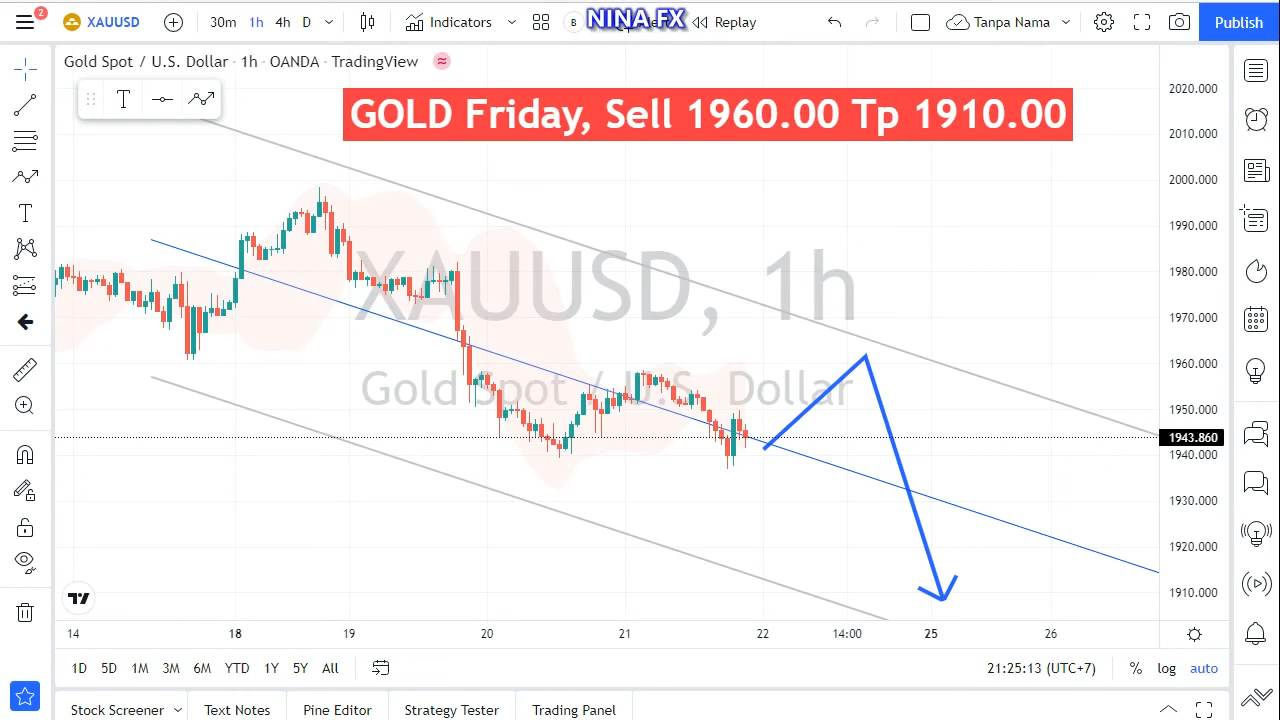 2
XAUUSD
30m 1h 4h D
Indicators
B
NINA FX
Replay
Tanpa Nama
Publish
Gold Spot / U.S. Dollar · 1h · OANDA · TradingView
GOLD Friday, Sell 1960.00 Tp 1910.00
XAUUSD, 1h
Gold Spot / U.S. Dollar
2020.000
2010.000
2000.000
1990.000
1980.000
1970.000
1960.000
1950.000
1943.860
1940.000
1930.000
1920.000
1910.000
14 18 19 20 21 22 14:00 25 26
1D 5D 1M 3M 6M YTD 1Y 5Y All
21:25:13 (UTC+7) % log auto
Stock Screener Text Notes Pine Editor Strategy Tester Trading Panel